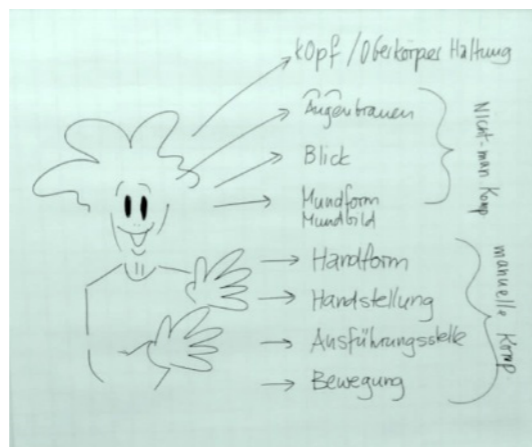 Kopf/Oberkörper Haltung
Augenbrauen
Blick
Mundform
Mundbild
Nicht-man Komp
Handform
Handstellung
Ausführungsstelle
Bewegung
manuelle Komp.